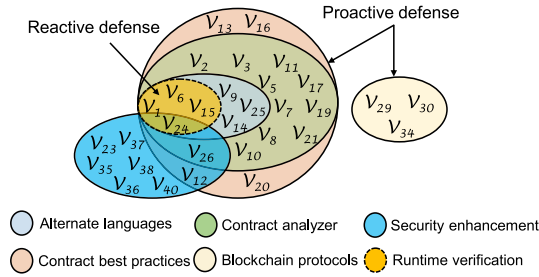 Reactive defense
Proactive defense
V13 V16
V2 V3 V11
V6 V9 V5 V17
V1 V15 V25 V7 V19
V24 V14 V8 V21
V29 V30
V34
V23 V37 V26 V10
V35 V38 V12
V36 V40 V20
Alternate languages
Contract analyzer
Security enhancement
Contract best practices
Blockchain protocols
Runtime verification